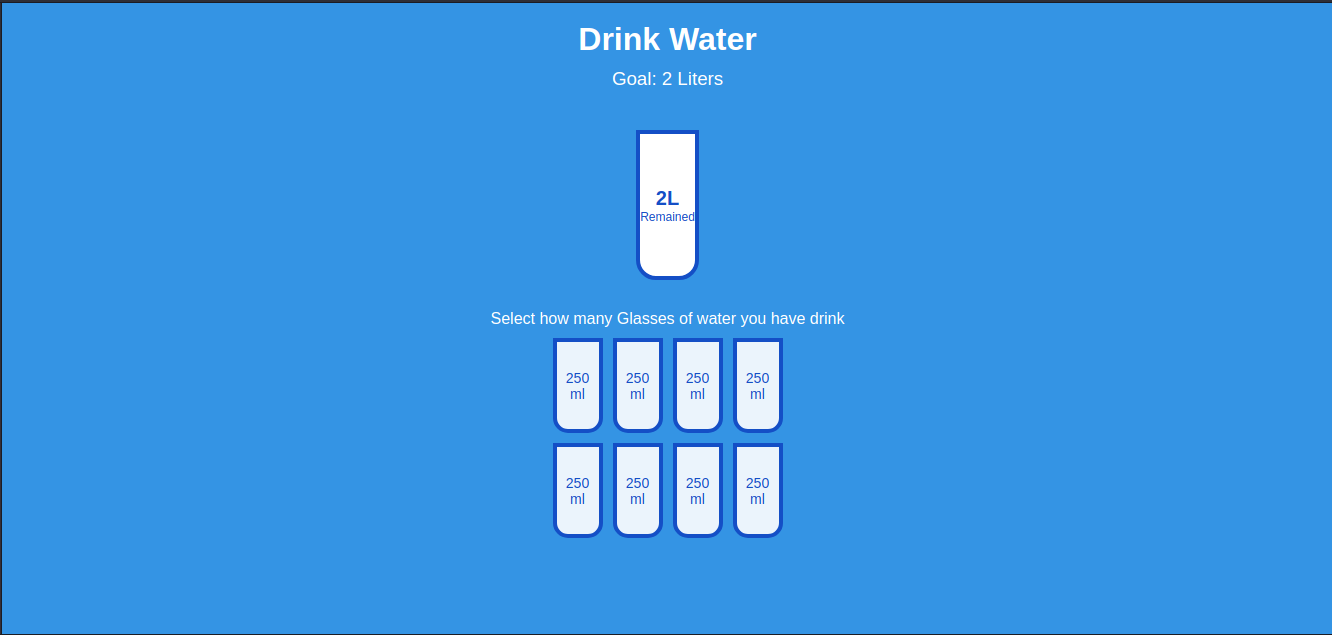 Drink Water
Goal: 2 Liters
2L
Remained
Select how many Glasses of water you have drink
250 250 250 250
ml ml ml ml
250 250 250 250
ml ml ml ml